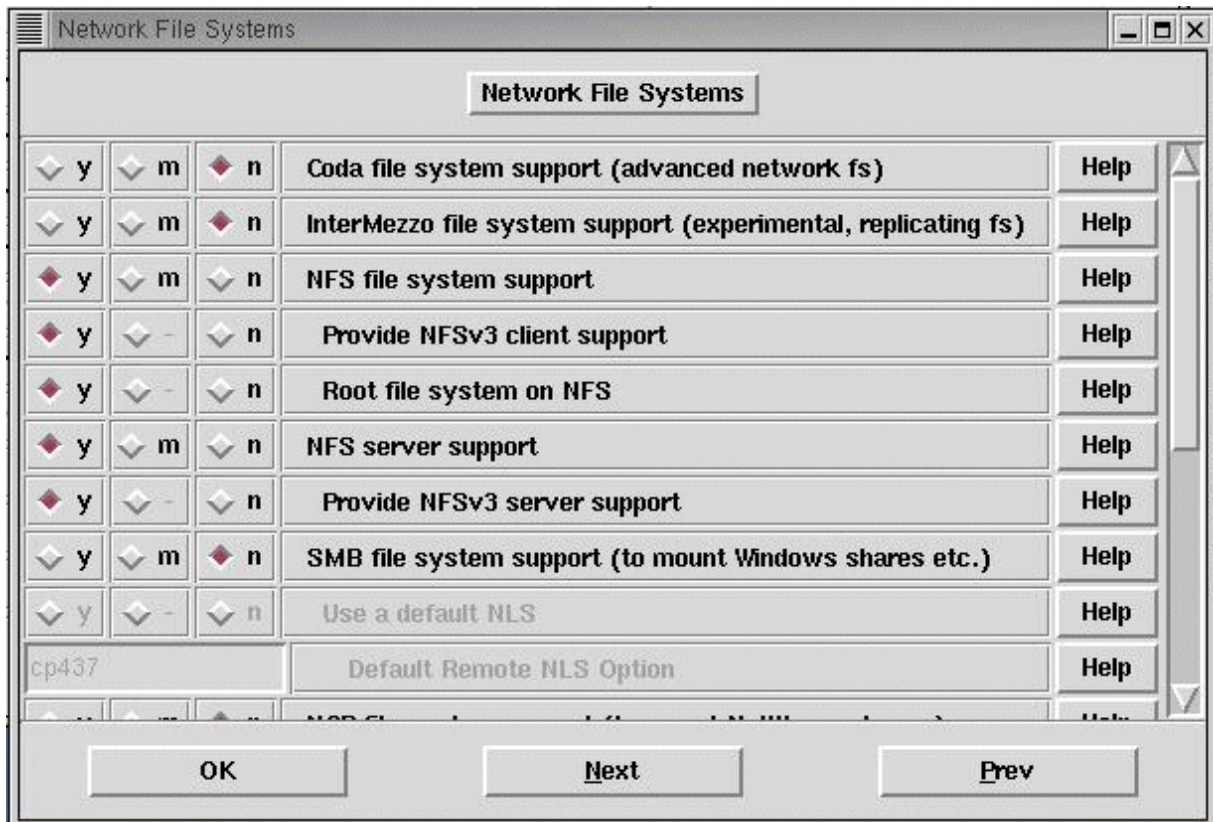 Network File Systems
Network File Systems
y m n Coda file system support (advanced network fs) Help
y m n InterMezzo file system support (experimental, replicating fs) Help
y m n NFS file system support Help
y - n Provide NFSv3 client support Help
y - n Root file system on NFS Help
y m n NFS server support Help
y - n Provide NFSv3 server support Help
y m n SMB file system support (to mount Windows shares etc.) Help
y - n Use a default NLS Help
cp437 Default Remote NLS Option Help
OK Next Prev